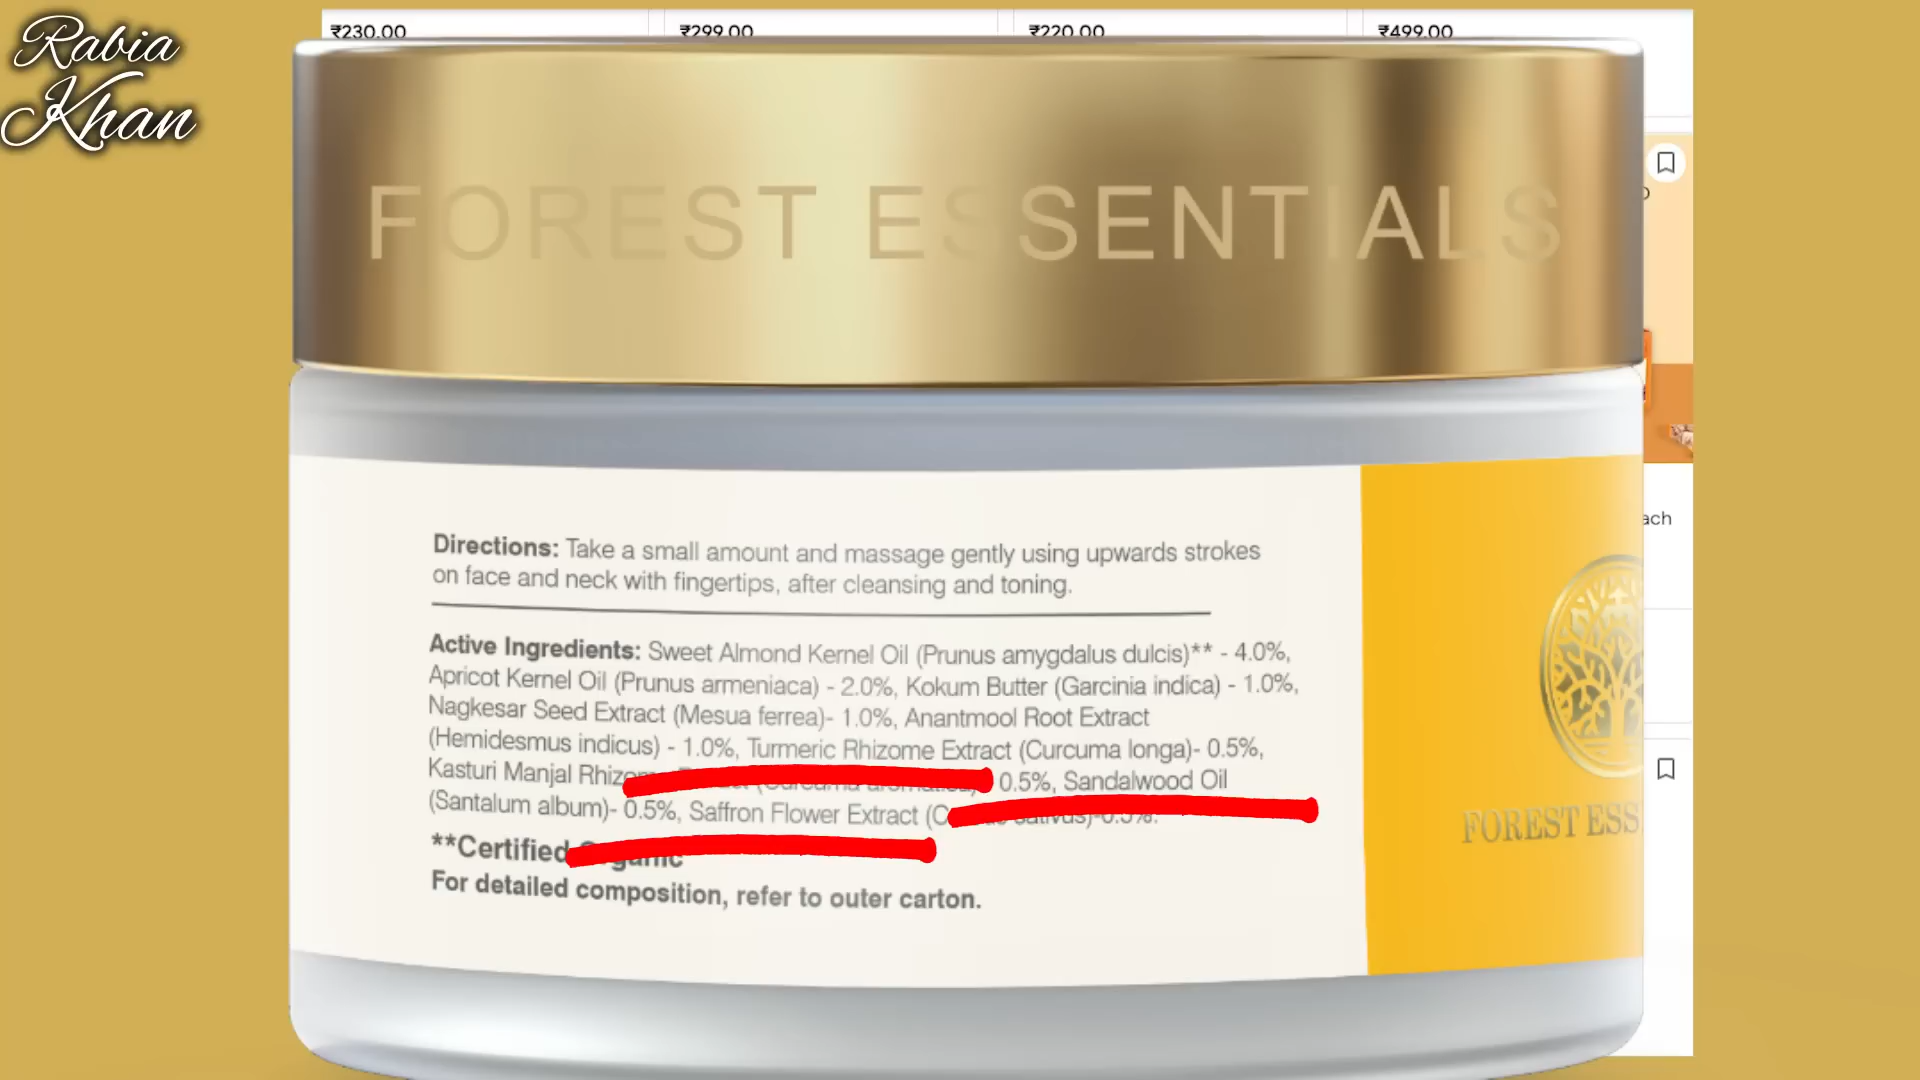 Rabia
Khan
₹230.00 ₹299.00 ₹220.00 ₹499.00
FOREST ESSENTIALS
Directions: Take a small amount and massage gently using upwards strokes
on face and neck with fingertips, after cleansing and toning.
Active Ingredients: Sweet Almond Kernel Oil (Prunus amygdalus dulcis)** - 4.0%,
Apricot Kernel Oil (Prunus armeniaca) - 2.0%, Kokum Butter (Garcinia indica) - 1.0%,
Nagkesar Seed Extract (Mesua ferrea)- 1.0%, Anantmool Root Extract
(Hemidesmus indicus) - 1.0%, Turmeric Rhizome Extract (Curcuma longa)- 0.5%,
Kasturi Manjal 0.5%, Sandalwood Oil
(Santalum album)- 0.5%, Saffron Flower Extract
**Certified Organic
For detailed composition, refer to outer carton.
FOREST ESS
ach